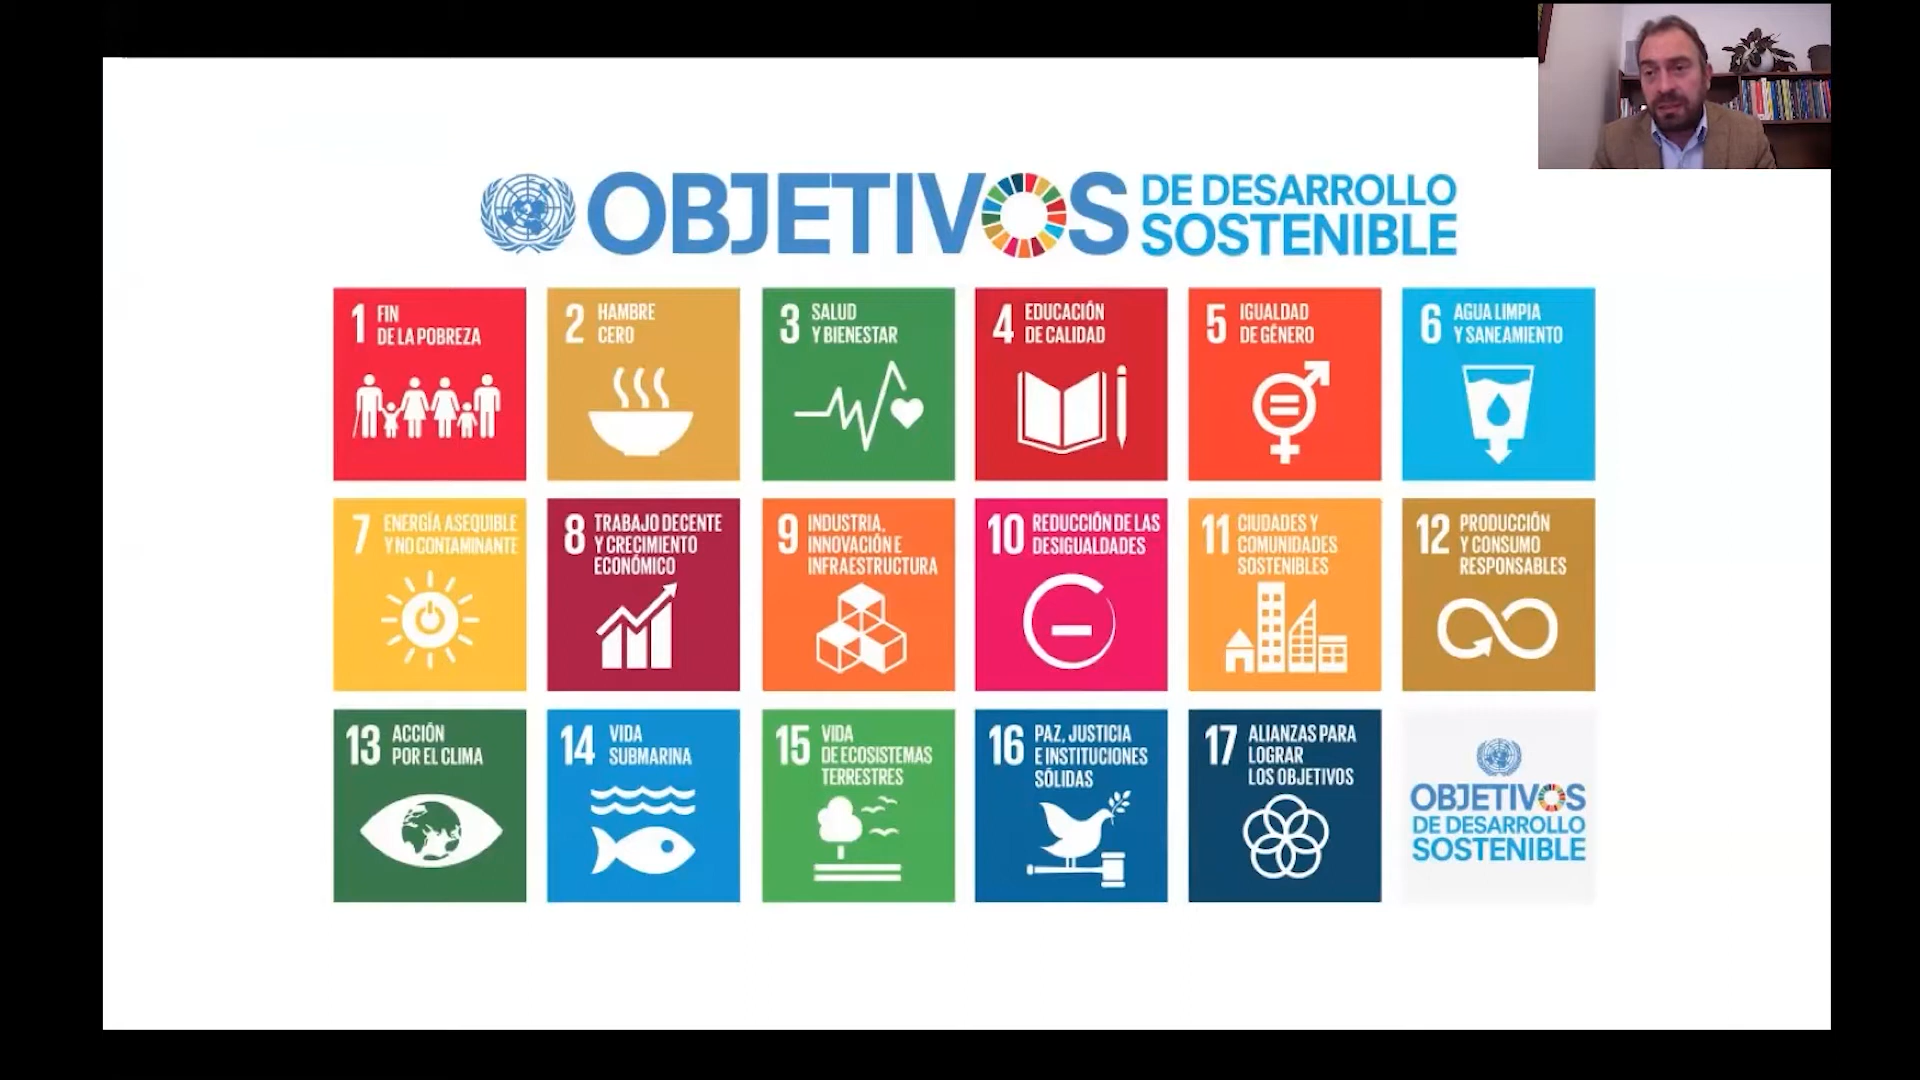 OBJETIVOS
DE DESARROLLO
SOSTENIBLE
1 FIN
DE LA POBREZA
2 HAMBRE
CERO
3 SALUD
Y BIENESTAR
4 EDUCACIÓN
DE CALIDAD
5 IGUALDAD
DE GÉNERO
6 AGUA LIMPIA
Y SANEAMIENTO
7 ENERGÍA ASEQUIBLE
Y NO CONTAMINANTE
8 TRABAJO DECENTE
Y CRECIMIENTO
ECONÓMICO
9 INDUSTRIA,
INNOVACIÓN E
INFRAESTRUCTURA
10 REDUCCIÓN DE LAS
DESIGUALDADES
11 CIUDADES Y
COMUNIDADES
SOSTENIBLES
12 PRODUCCIÓN
Y CONSUMO
RESPONSABLES
13 ACCIÓN
POR EL CLIMA
14 VIDA
SUBMARINA
15 VIDA
DE ECOSISTEMAS
TERRESTRES
16 PAZ, JUSTICIA
E INSTITUCIONES
SÓLIDAS
17 ALIANZAS PARA
LOGRAR
LOS OBJETIVOS
OBJETIVOS
DE DESARROLLO
SOSTENIBLE